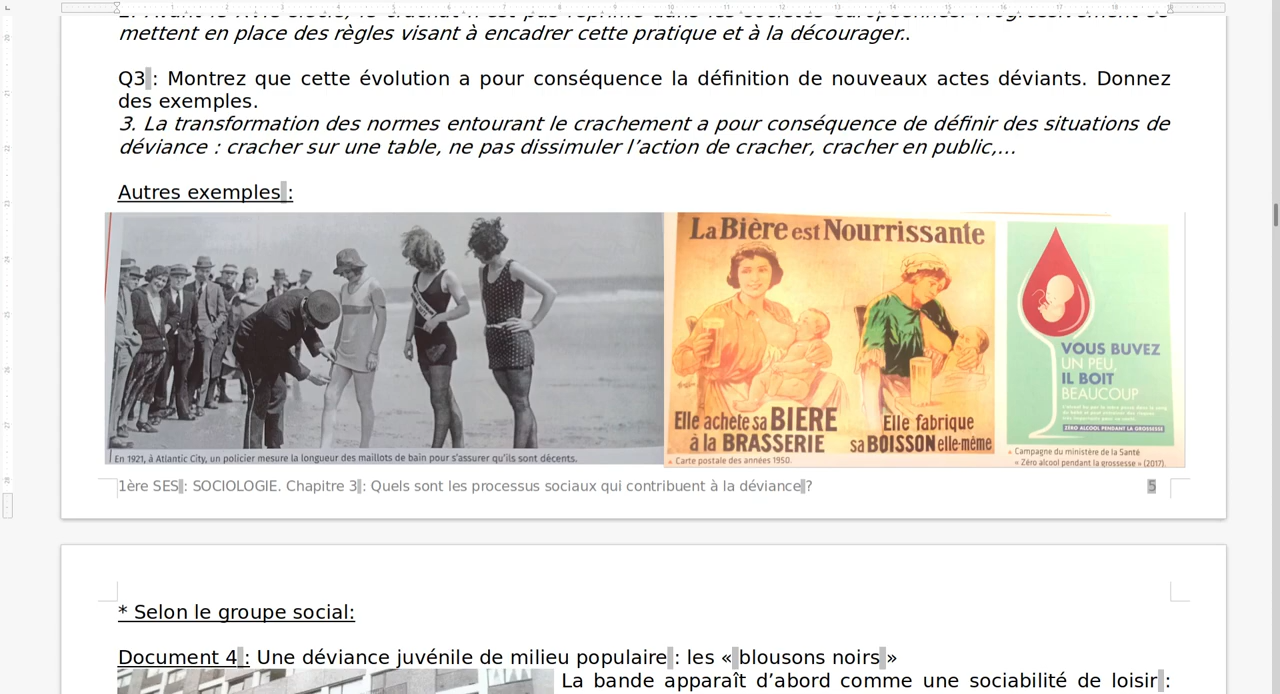 mettent en place des règles visant à encadrer cette pratique et à la décourager..
Q3 : Montrez que cette évolution a pour conséquence la définition de nouveaux actes déviants. Donnez
des exemples.
3. La transformation des normes entourant le crachement a pour conséquence de définir des situations de
déviance : cracher sur une table, ne pas dissimuler l’action de cracher, cracher en public,…
Autres exemples :
La Bière est Nourrissante
Elle achete sa BIERE
à la BRASSERIE
Elle fabrique
sa BOISSON elle-même
VOUS BUVEZ
UN PEU,
IL BOIT
BEAUCOUP
ZÉRO ALCOOL PENDANT LA GROSSESSE
En 1921, à Atlantic City, un policier mesure la longueur des maillots de bain pour s'assurer qu'ils sont décents.
Carte postale des années 1950.
Campagne du ministère de la Santé
« Zéro alcool pendant la grossesse » (2017).
1ère SES : SOCIOLOGIE. Chapitre 3 : Quels sont les processus sociaux qui contribuent à la déviance ?
5
* Selon le groupe social:
Document 4 : Une déviance juvénile de milieu populaire : les « blousons noirs »
La bande apparaît d’abord comme une sociabilité de loisir :